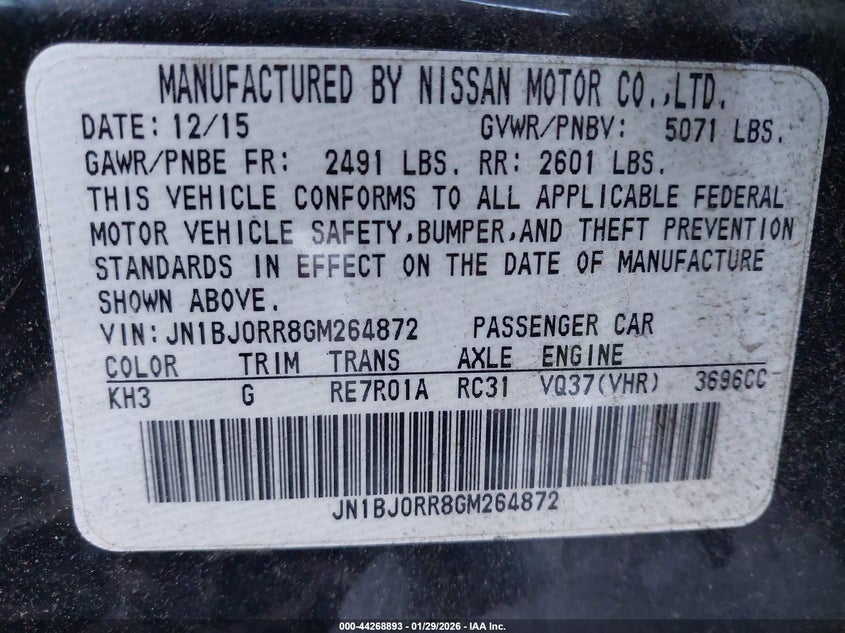 MANUFACTURED BY NISSAN MOTOR CO.,LTD.
DATE: 12/15 GVWR/PNBV: 5071 LBS.
GAWR/PNBE FR: 2491 LBS. RR: 2601 LBS.
THIS VEHICLE CONFORMS TO ALL APPLICABLE FEDERAL
MOTOR VEHICLE SAFETY,BUMPER,AND THEFT PREVENTION
STANDARDS IN EFFECT ON THE DATE OF MANUFACTURE
SHOWN ABOVE.
VIN:JN1BJ0RR8GM264872 PASSENGER CAR
COLOR TRIM TRANS AXLE ENGINE
KH3 G RE7R01A RC31 VQ37(VHR) 3696CC
JN1BJ0RR8GM264872
000-44268893 - 01/29/2026 - IAA Inc.